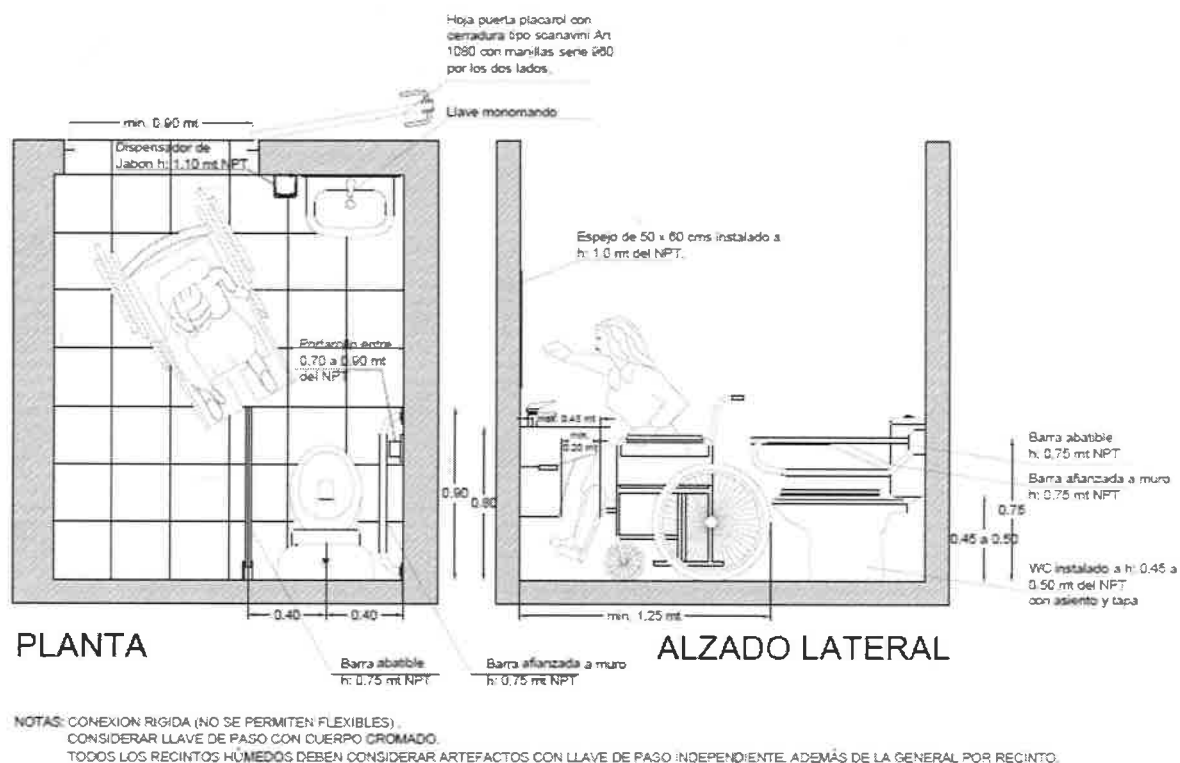 Hoja puerta placarol con
cerradura tipo scanavini Art
1080 con manillas serie 960
por los dos lados.
Llave monomando
min. 0.90 mt
Dispensador de
Jabon h: 1.10 mt NPT.
Espejo de 50 x 60 cms instalado a
h: 1.0 mt del NPT.
Portarollo entre
0.70 a 0.90 mt
del NPT
max. 0.45 mt
min.
0.20 mt
0.90
0.80
Barra abatible
h: 0.75 mt NPT
Barra afianzada a muro
h: 0.75 mt NPT
0.75
0.45 a 0.50
WC instalado a h: 0.45 a
0.50 mt del NPT
con asiento y tapa
0.40
0.40
min. 1.25 mt
PLANTA
ALZADO LATERAL
Barra abatible
h: 0.75 mt NPT
Barra afianzada a muro
h: 0.75 mt NPT
NOTAS: CONEXION RIGIDA (NO SE PERMITEN FLEXIBLES).
CONSIDERAR LLAVE DE PASO CON CUERPO CROMADO.
TODOS LOS RECINTOS HÚMEDOS DEBEN CONSIDERAR ARTEFACTOS CON LLAVE DE PASO INDEPENDIENTE, ADEMÁS DE LA GENERAL POR RECINTO.